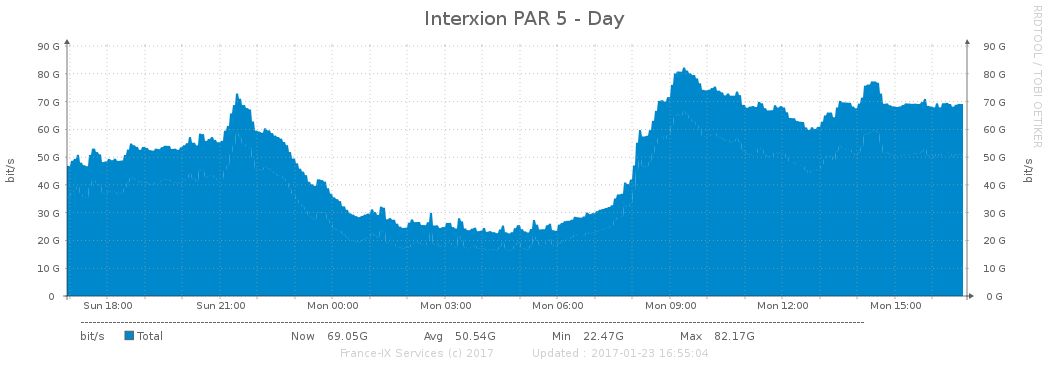 Interxion PAR 5 - Day
RRDTOOL / TOBI OETIKER
bit/s
90 G 90 G
80 G 80 G
70 G 70 G
60 G 60 G
50 G 50 G
40 G 40 G
30 G 30 G
20 G 20 G
10 G 10 G
0 0 G
bit/s
Sun 18:00 Sun 21:00 Mon 00:00 Mon 03:00 Mon 06:00 Mon 09:00 Mon 12:00 Mon 15:00
bit/s Total Now 69.05G Avg 50.54G Min 22.47G Max 82.17G
France-IX Services (c) 2017 Updated : 2017-01-23 16:55:04